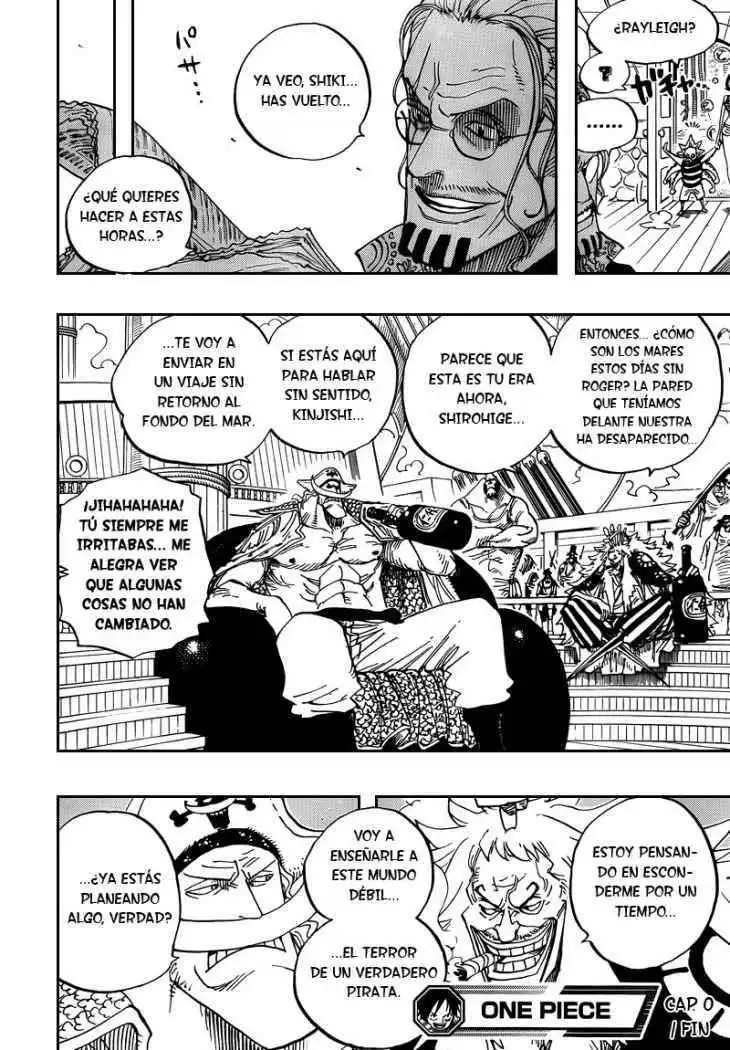 ¿RAYLEIGH?
?
ガチャ...
......
YA VEO, SHIKI...
HAS VUELTO...
パサ...
¿QUÉ QUIERES
HACER A ESTAS
HORAS...?
ENTONCES... ¿CÓMO
SON LOS MARES
ESTOS DÍAS SIN
ROGER? LA PARED
QUE TENÍAMOS
DELANTE NUESTRA
HA DESAPARECIDO...
PARECE QUE
ESTA ES TU ERA
AHORA,
SHIROHIGE...
SI ESTÁS AQUÍ
PARA HABLAR
SIN SENTIDO,
KINJISHI...
...TE VOY A
ENVIAR EN
UN VIAJE SIN
RETORNO AL
FONDO DEL MAR.
¡JIHAHAHAHA!
TÚ SIEMPRE ME
IRRITABAS... ME
ALEGRA VER
QUE ALGUNAS
COSAS NO HAN
CAMBIADO.
ESTOY PENSAN-
DO EN ESCON-
DERME POR UN
TIEMPO...
VOY A
ENSEÑARLE A
ESTE MUNDO
DÉBIL...
...EL TERROR
DE UN VERDADERO
PIRATA.
...¿YA ESTÁS
PLANEANDO
ALGO, VERDAD?
ONE PIECE
CAP. 0
/ FIN